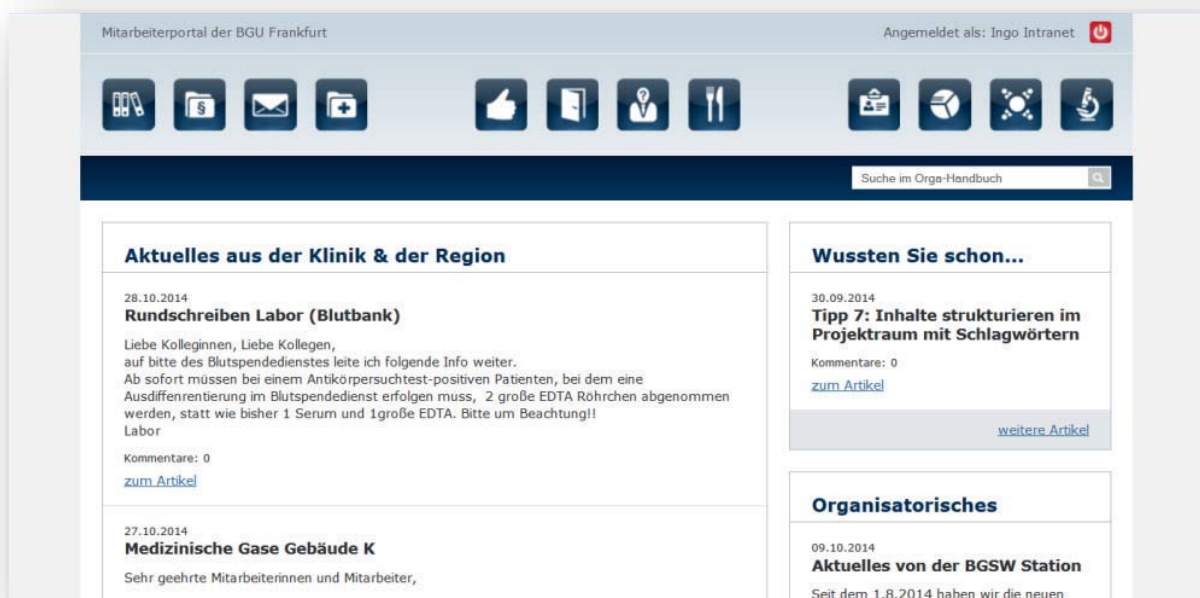 Mitarbeiterportal der BGU Frankfurt
Angemeldet als: Ingo Intranet
§
?
Suche im Orga-Handbuch
Aktuelles aus der Klinik & der Region
28.10.2014
Rundschreiben Labor (Blutbank)
Liebe Kolleginnen, Liebe Kollegen,
auf bitte des Blutspendedienstes leite ich folgende Info weiter.
Ab sofort müssen bei einem Antikörpersuchtest-positiven Patienten, bei dem eine
Ausdiffenrentierung im Blutspendedienst erfolgen muss, 2 große EDTA Röhrchen abgenommen
werden, statt wie bisher 1 Serum und 1große EDTA. Bitte um Beachtung!!
Labor
Kommentare: 0
zum Artikel
27.10.2014
Medizinische Gase Gebäude K
Sehr geehrte Mitarbeiterinnen und Mitarbeiter,
Wussten Sie schon...
30.09.2014
Tipp 7: Inhalte strukturieren im
Projektraum mit Schlagwörtern
Kommentare: 0
zum Artikel
weitere Artikel
Organisatorisches
09.10.2014
Aktuelles von der BGSW Station
Seit dem 1.8.2014 haben wir die neuen